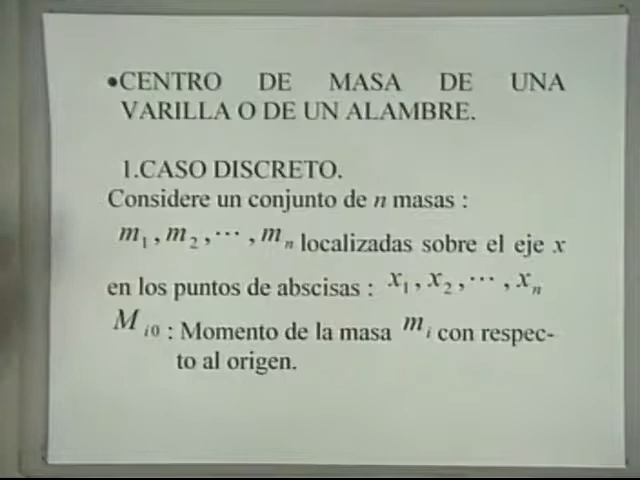 •CENTRO DE MASA DE UNA
VARILLA O DE UN ALAMBRE.
1.CASO DISCRETO.
Considere un conjunto de n masas :
m₁ , m₂ , ⋯ , mₙ localizadas sobre el eje x
en los puntos de abscisas : x₁ , x₂ , ⋯ , xₙ
M i0 : Momento de la masa mᵢ con respec-
to al origen.